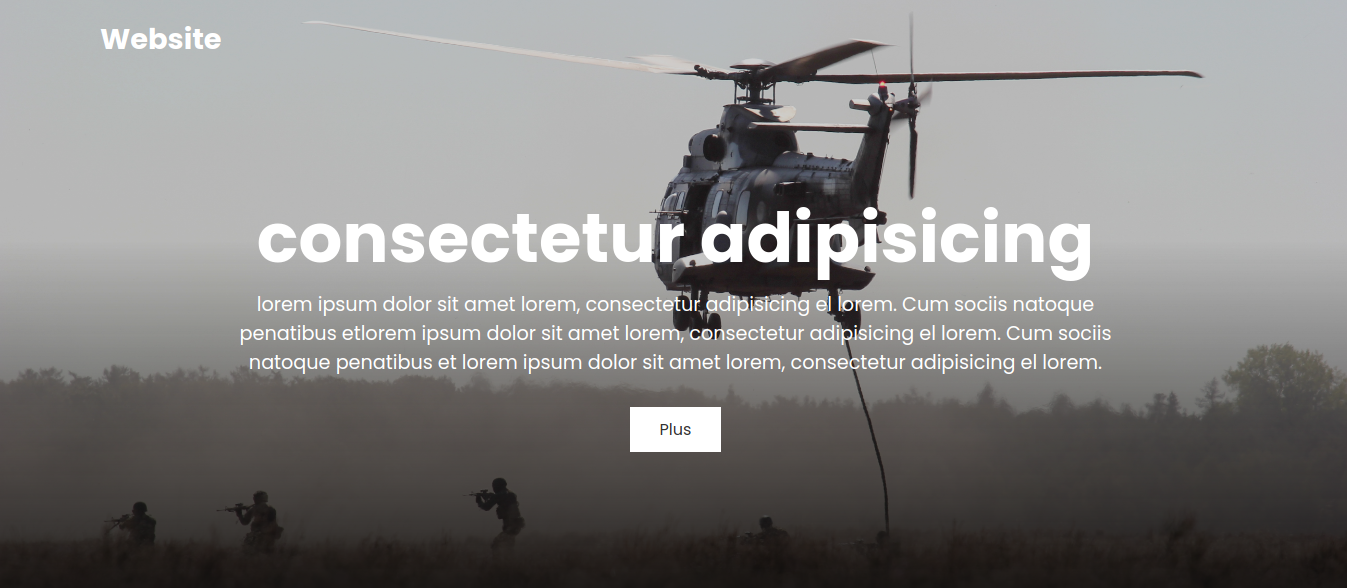 Website
consectetur adipisicing
lorem ipsum dolor sit amet lorem, consectetur adipisicing el lorem. Cum sociis natoque
penatibus etlorem ipsum dolor sit amet lorem, consectetur adipisicing el lorem. Cum sociis
natoque penatibus et lorem ipsum dolor sit amet lorem, consectetur adipisicing el lorem.
Plus